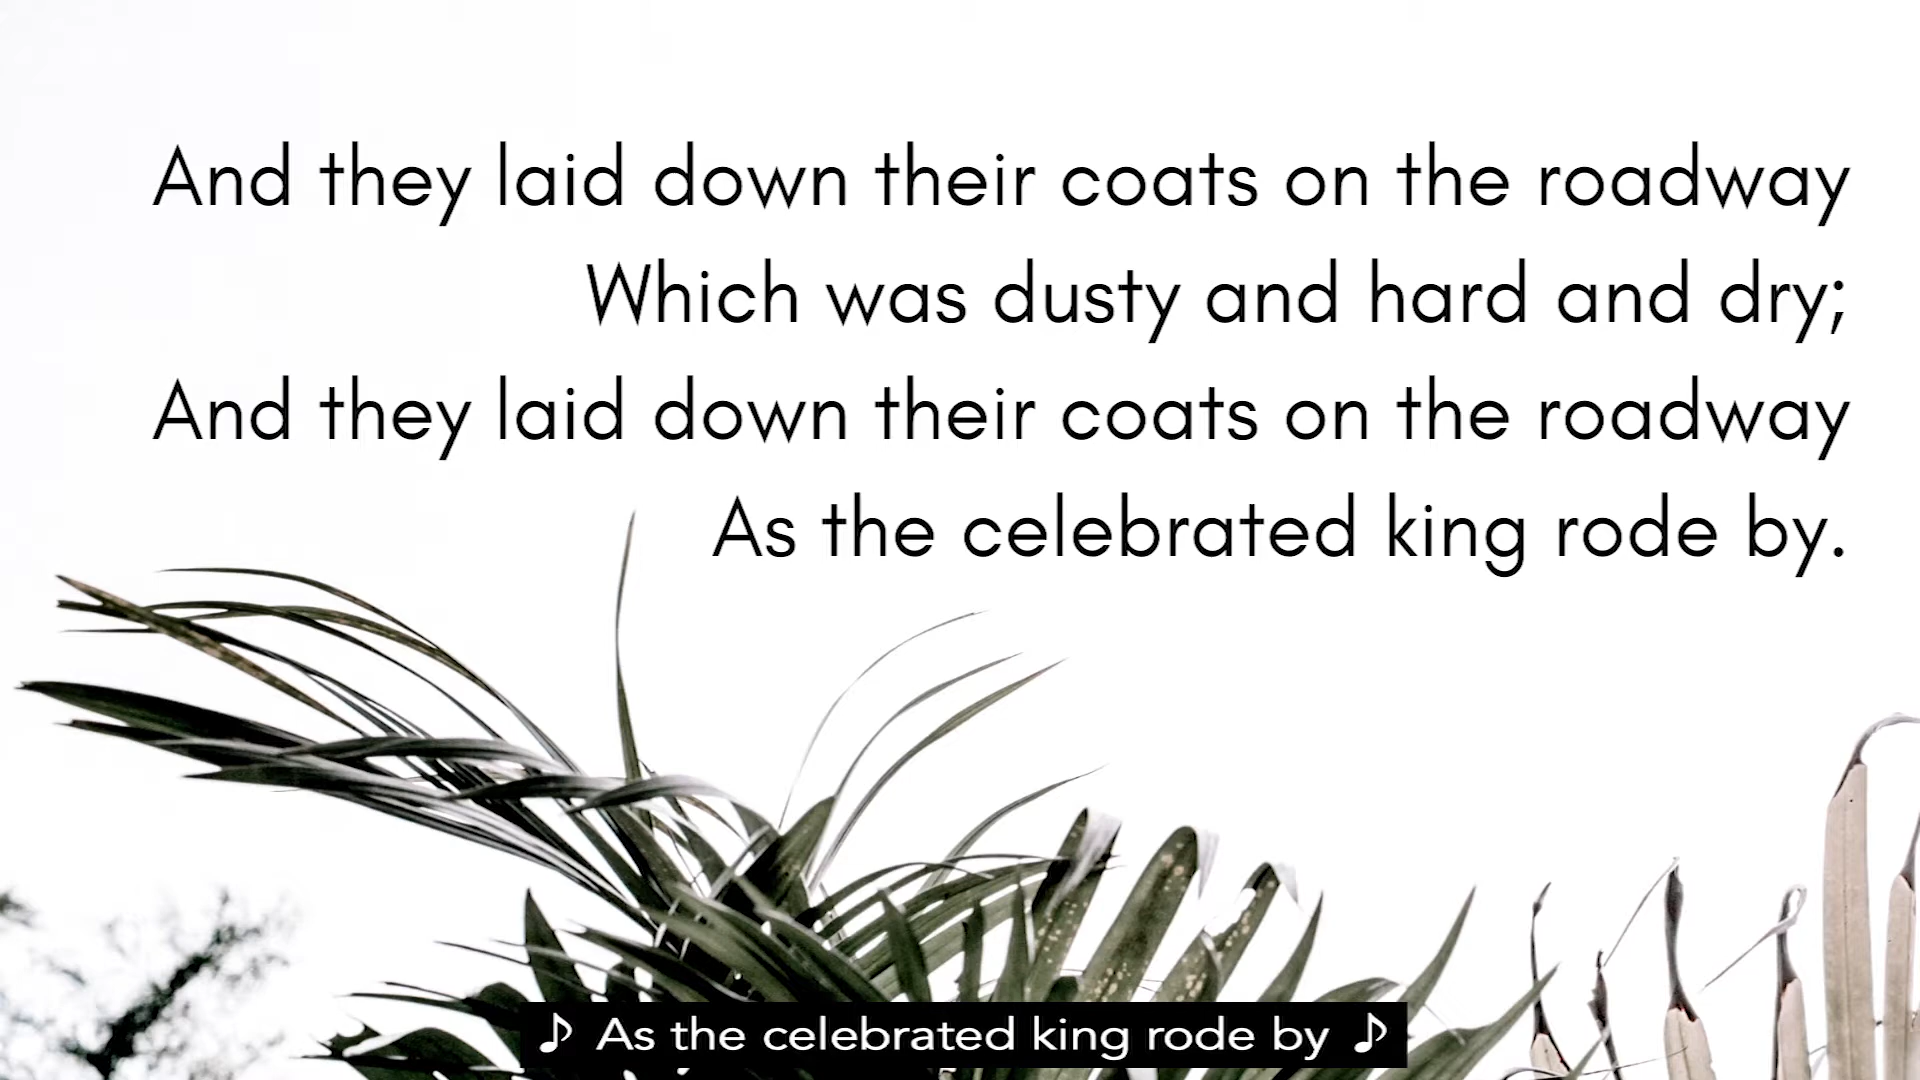 And they laid down their coats on the roadway
Which was dusty and hard and dry;
And they laid down their coats on the roadway
As the celebrated king rode by.
♪ As the celebrated king rode by ♪